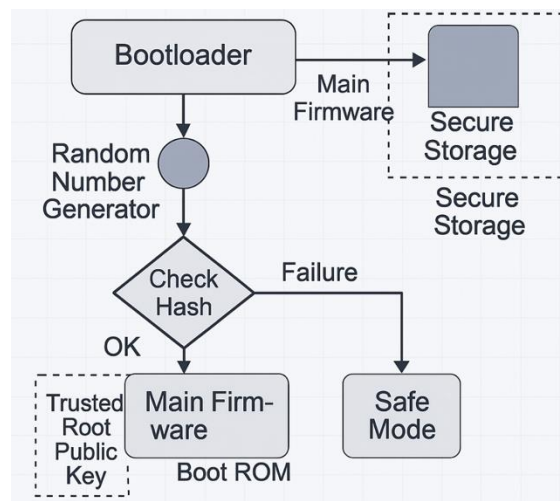 Bootloader
Main
Firmware
Secure
Storage
Secure
Storage
Random
Number
Generator
Check
Hash
Failure
OK
Trusted
Root
Public
Key
Main Firm-
ware
Boot ROM
Safe
Mode